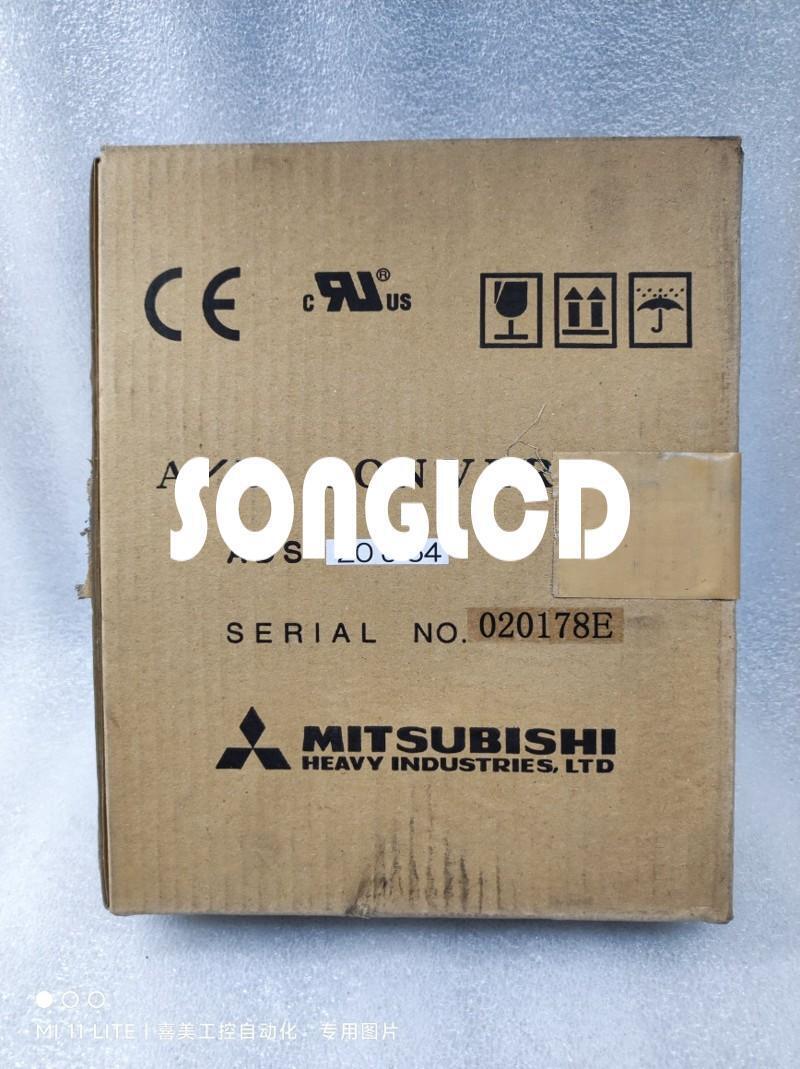 CE
C RU® US
SONGLCD
SERIAL NO. 020178E
MITSUBISHI
HEAVY INDUSTRIES, LTD
MI 11 LITE | 喜美工控自动化 - 专用图片